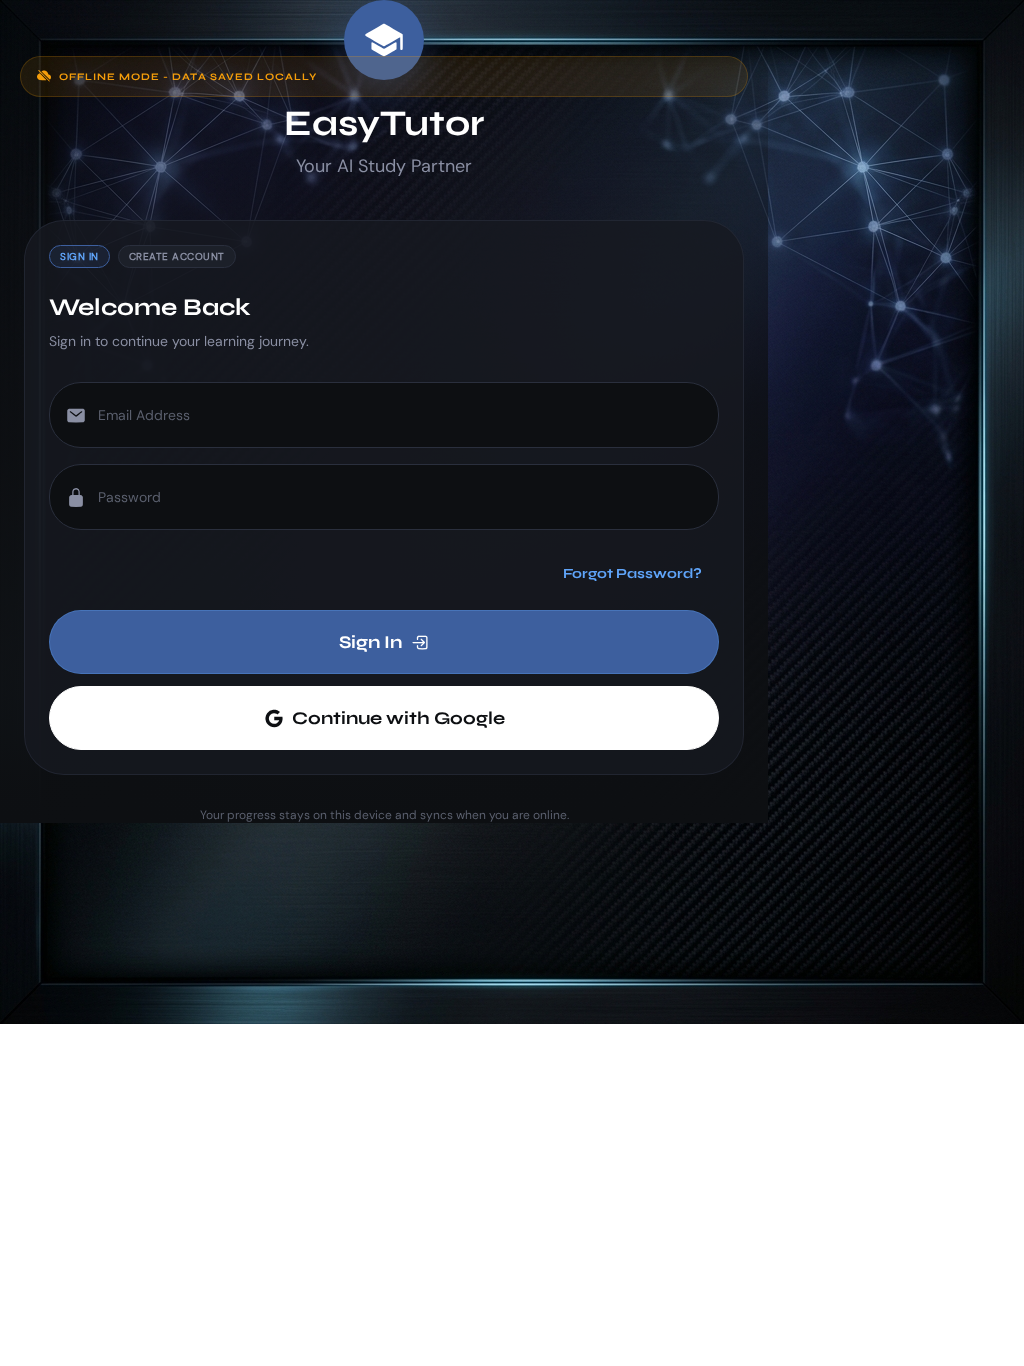 OFFLINE MODE - DATA SAVED LOCALLY
EasyTutor
Your AI Study Partner
SIGN IN
CREATE ACCOUNT
Welcome Back
Sign in to continue your learning journey.
Email Address
Password
Forgot Password?
Sign In
Continue with Google
Your progress stays on this device and syncs when you are online.